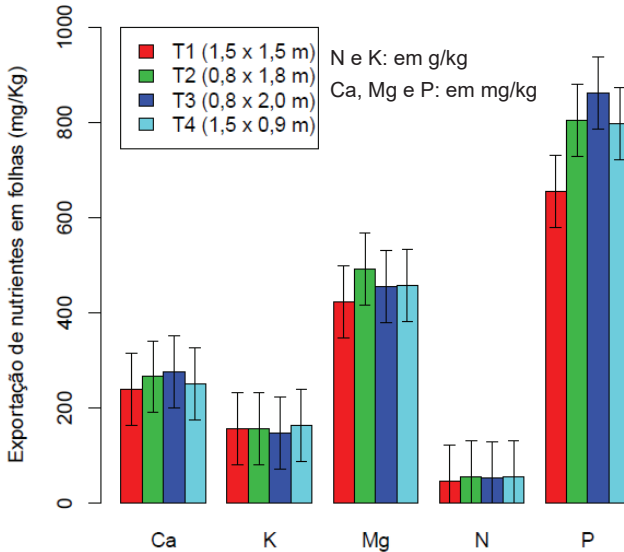 Exportação de nutrientes em folhas (mg/Kg)
1000
800
600
400
200
0
T1 (1,5 x 1,5 m)
T2 (0,8 x 1,8 m)
T3 (0,8 x 2,0 m)
T4 (1,5 x 0,9 m)
N e K: em g/kg
Ca, Mg e P: em mg/kg
Ca K Mg N P